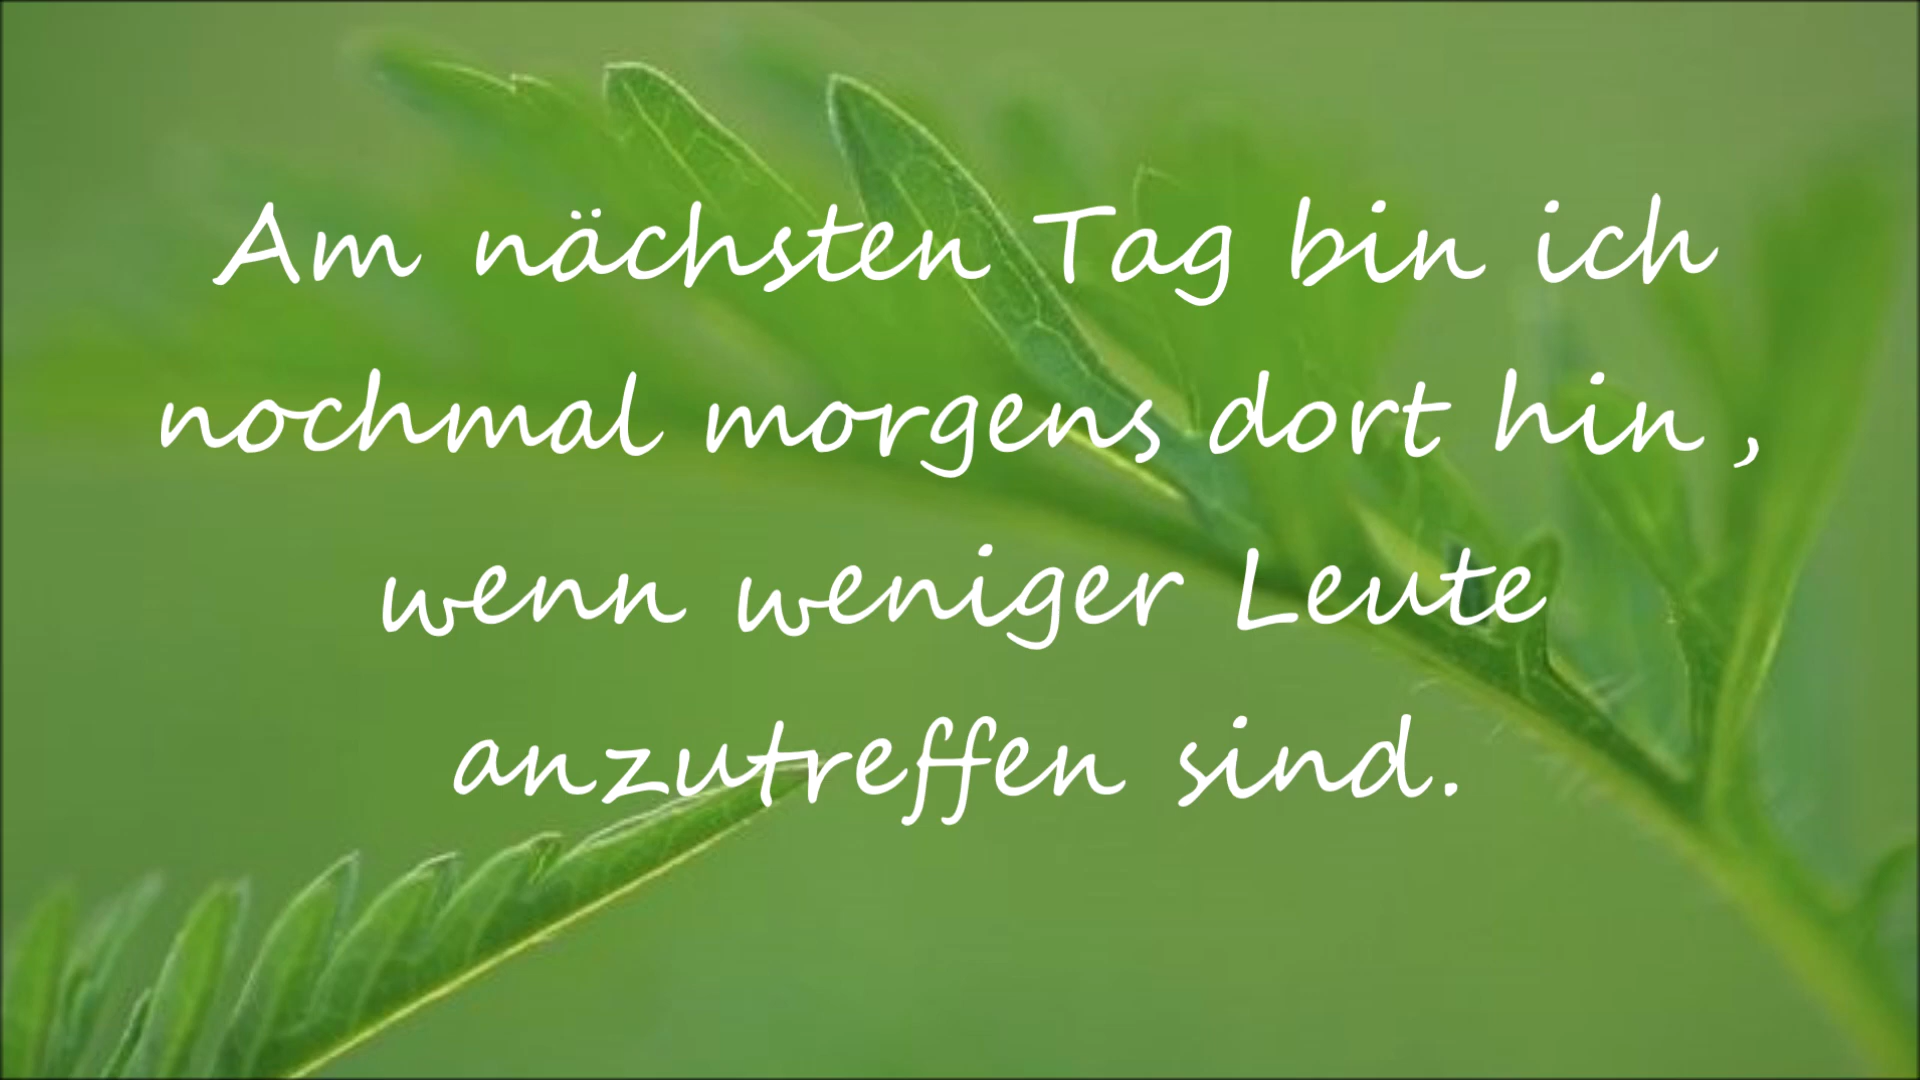 Am nächsten Tag bin ich
nochmal morgens dort hin ,
wenn weniger Leute
anzutreffen sind.